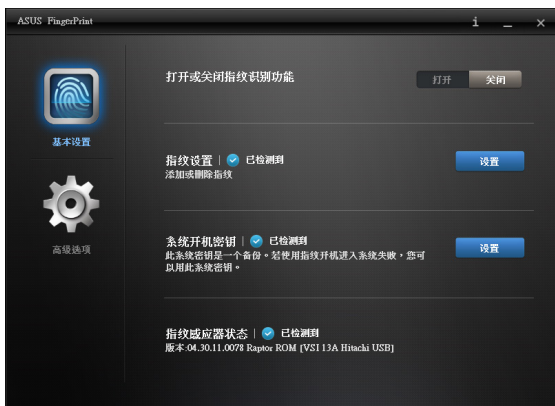 ASUS FingerPrint
打开或关闭指纹识别功能
打开 关闭
基本设置
指纹设置 | 已检测到
添加或删除指纹
设置
高级选项
系统开机密钥 | 已检测到
此系统密钥是一个备份。若使用指纹开机进入系统失败，您可
以用此系统密钥。
设置
指纹感应器状态 | 已检测到
版本:04.30.11.0078 Raptor ROM [VSI 13A Hitachi USB]